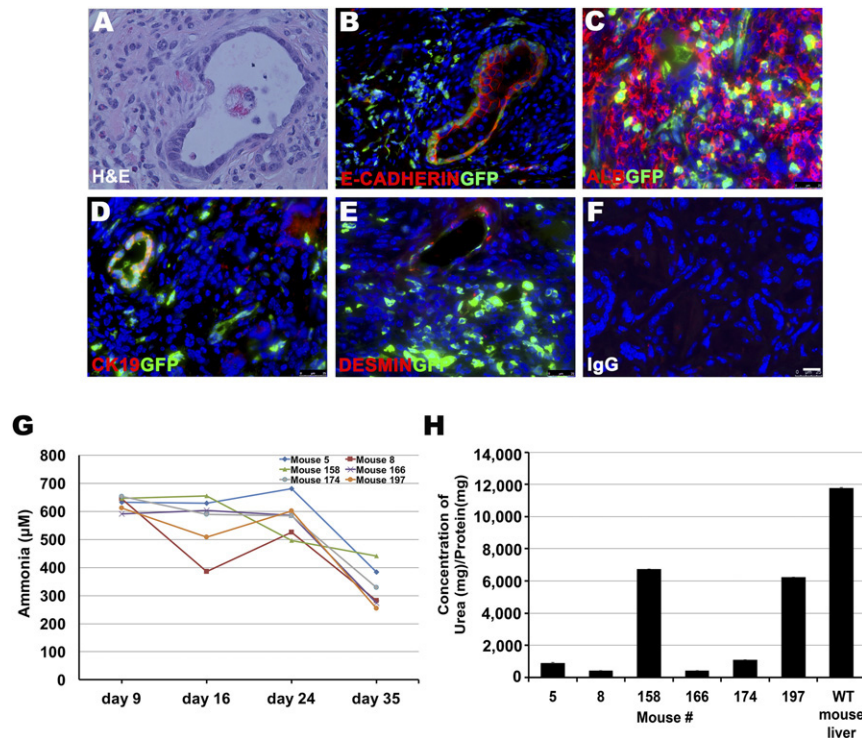 A
H&E
B
E-CADHERINGFP
C
ALBGFP
D
CK19GFP
E
DESMINGFP
F
IgG
G
800
700
600
500
400
300
200
100
0
Ammonia (µM)
Mouse 5 Mouse 8
Mouse 158 Mouse 166
Mouse 174 Mouse 197
day 9 day 16 day 24 day 35
H
14,000
12,000
10,000
8,000
6,000
4,000
2,000
0
Concentration of
Urea (mg)/Protein(mg)
5 8 158 166 174 197 WT
Mouse # mouse
liver